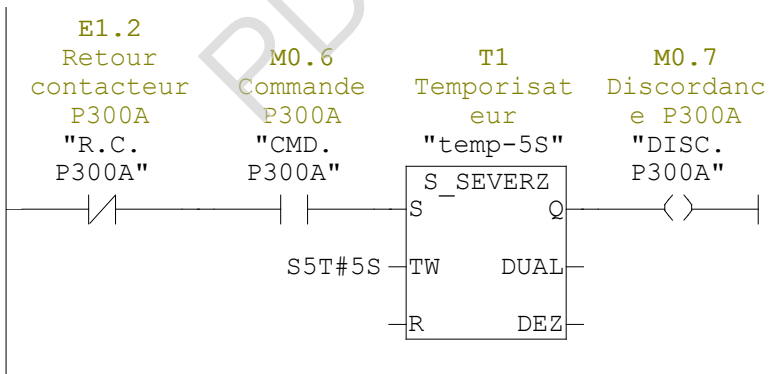 E1.2
Retour
contacteur
P300A
"R.C.
P300A"
M0.6
Commande
P300A
"CMD.
P300A"
T1
Temporisat
eur
"temp-5S"
M0.7
Discordanc
e P300A
"DISC.
P300A"
S_SEVERZ
S
Q
S5T#5S
TW
DUAL
R
DEZ
PD